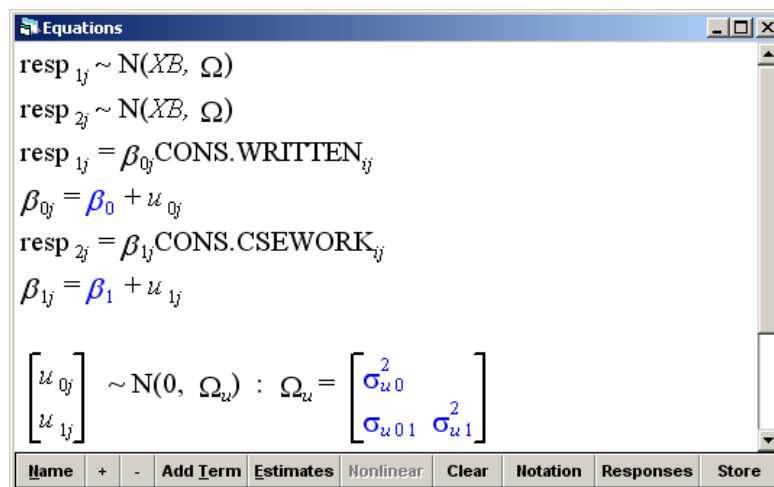 Equations
resp ₁ⱼ ~ N(XB, Ω)
resp ₂ⱼ ~ N(XB, Ω)
resp ₁ⱼ = β₀ⱼCONS.WRITTENᵢⱼ
β₀ⱼ = β₀ + u ₀ⱼ
resp ₂ⱼ = β₁ⱼCONS.CSEWORKᵢⱼ
β₁ⱼ = β₁ + u ₁ⱼ
[u ₀ⱼ] ~ N(0, Ωᵤ) : Ωᵤ = [σ²ᵤ₀]
[u ₁ⱼ] [σᵤ₀₁ σ²ᵤ₁]
Name + - Add Term Estimates Nonlinear Clear Notation Responses Store